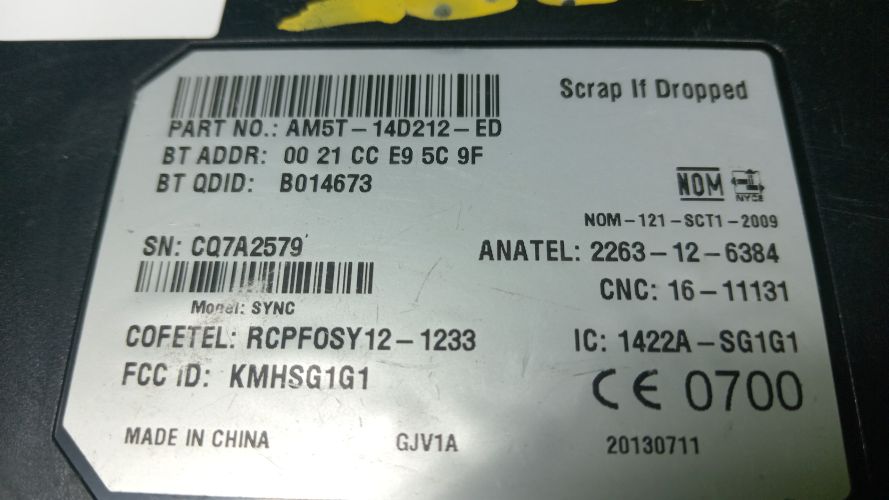 Scrap If Dropped
PART NO.: AM5T-14D212-ED
BT ADDR: 00 21 CC E9 5C 9F
BT QDID: B014673
NOM NYCE
NOM-121-SCT1-2009
SN: CQ7A2579
ANATEL: 2263-12-6384
CNC: 16-11131
Model: SYNC
COFETEL: RCPFOSY12-1233
IC: 1422A-SG1G1
FCC ID: KMHSG1G1
CE 0700
MADE IN CHINA
GJV1A
20130711